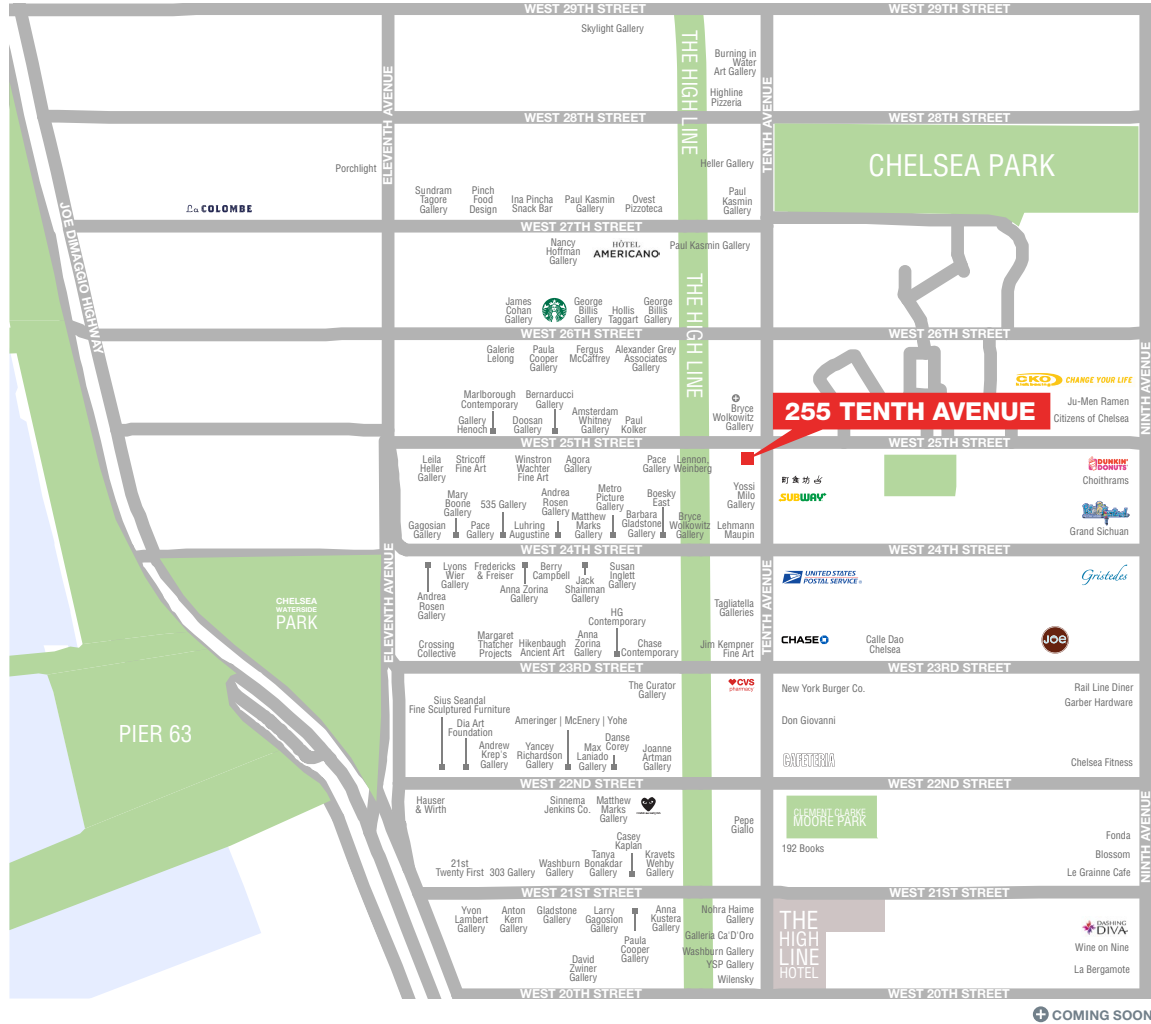 WEST 29TH STREET
WEST 29TH STREET
Skylight Gallery
THE HIGH LINE
Burning in
Water
Art Gallery
Highline
Pizzeria
ELEVENTH AVENUE
TENTH AVENUE
WEST 28TH STREET
WEST 28TH STREET
Porchlight
Heller Gallery
CHELSEA PARK
La COLOMBE
Sundram
Tagore
Gallery
Pinch
Food
Design
Ina Pincha
Snack Bar
Paul Kasmin
Gallery
Ovest
Pizzoteca
Paul
Kasmin
Gallery
JOE DIMAGGIO HIGHWAY
WEST 27TH STREET
Nancy
Hoffman
Gallery
HÔTEL
AMERICANO
Paul Kasmin Gallery
THE HIGH LINE
James
Cohan
Gallery
George
Billis
Gallery
Hollis
Taggart
George
Billis
Gallery
WEST 26TH STREET
WEST 26TH STREET
Galerie
Lelong
Paula
Cooper
Gallery
Fergus
McCaffrey
Alexander Grey
Associates
Gallery
NINTH AVENUE
CKO
CHANGE YOUR LIFE
Marlborough
Contemporary
Bernarducci
Gallery
Gallery
Henoch
Doosan
Gallery
Amsterdam
Whitney
Gallery
Paul
Kolker
Bryce
Wolkowitz
Gallery
255 TENTH AVENUE
Ju-Men Ramen
Citizens of Chelsea
WEST 25TH STREET
WEST 25TH STREET
Leila
Heller
Gallery
Stricoff
Fine Art
Winstron
Wachter
Fine Art
Agora
Gallery
Pace
Gallery
Lennon,
Weinberg
Yossi
Milo
Gallery
町食坊
SUBWAY
DUNKIN'
DONUTS
Choithrams
Mary
Boone
Gallery
535 Gallery
Andrea
Rosen
Gallery
Metro
Picture
Gallery
Boesky
East
Gagosian
Gallery
Pace
Gallery
Luhring
Augustine
Matthew
Marks
Gallery
Barbara
Gladstone
Gallery
Bryce
Wolkowitz
Gallery
Lehmann
Maupin
Grand Sichuan
WEST 24TH STREET
WEST 24TH STREET
ELEVENTH AVENUE
TENTH AVENUE
Lyons
Wier
Gallery
Fredericks
& Freiser
Berry
Campbell
Susan
Inglett
Gallery
Andrea
Rosen
Gallery
Anna Zorina
Gallery
Jack
Shainman
Gallery
UNITED STATES
POSTAL SERVICE
Gristedes
CHELSEA
WATERSIDE
PARK
HG
Contemporary
Tagliatella
Galleries
Crossing
Collective
Margaret
Thatcher
Projects
Hikenbaugh
Ancient Art
Anna
Zorina
Gallery
Chase
Contemporary
Jim Kempner
Fine Art
CHASE
Calle Dao
Chelsea
JOE
WEST 23RD STREET
WEST 23RD STREET
The Curator
Gallery
CVS
pharmacy
New York Burger Co.
Rail Line Diner
Garber Hardware
Sius Seandal
Fine Sculptured Furniture
Dia Art
Foundation
Ameringer | McEnery | Yohe
Don Giovanni
PIER 63
Andrew
Krep's
Gallery
Yancey
Richardson
Gallery
Max
Laniado
Gallery
Danse
Corey
Joanne
Artman
Gallery
CAFETERIA
Chelsea Fitness
WEST 22ND STREET
WEST 22ND STREET
Hauser
& Wirth
Sinnema
Jenkins Co.
Matthew
Marks
Gallery
Pepe
Giallo
CLEMENT CLARKE
MOORE PARK
192 Books
NINTH AVENUE
Casey
Kaplan
Fonda
Blossom
Le Grainne Cafe
21st
Twenty First
303 Gallery
Washburn
Gallery
Tanya
Bonakdar
Gallery
Kravets
Wehby
Gallery
WEST 21ST STREET
WEST 21ST STREET
Yvon
Lambert
Gallery
Anton
Kern
Gallery
Gladstone
Gallery
Larry
Gagosion
Gallery
Anna
Kustera
Gallery
Nohra Haime
Gallery
Galleria Ca'D'Oro
Washburn Gallery
YSP Gallery
Wilensky
Paula
Cooper
Gallery
David
Zwiner
Gallery
THE
HIGH
LINE
HOTEL
DASHING
DIVA
Wine on Nine
La Bergamote
WEST 20TH STREET
WEST 20TH STREET
COMING SOON